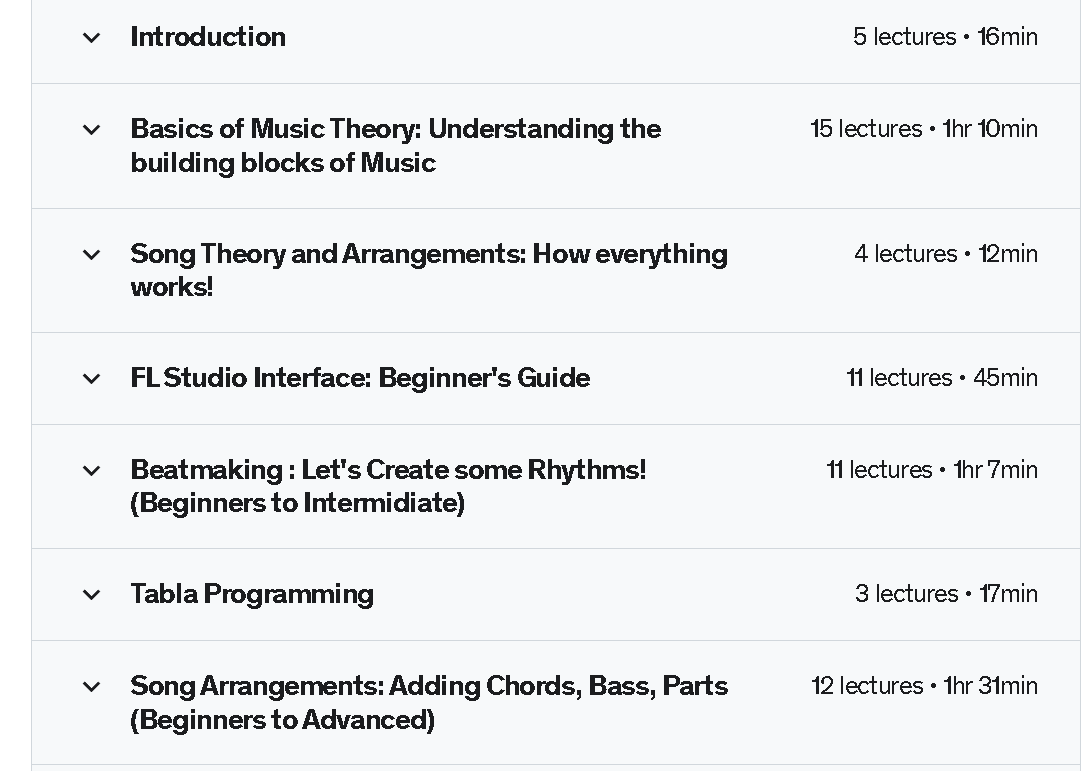 Introduction
5 lectures • 16min
Basics of Music Theory: Understanding the
building blocks of Music
15 lectures • 1hr 10min
Song Theory and Arrangements: How everything
works!
4 lectures • 12min
FL Studio Interface: Beginner's Guide
11 lectures • 45min
Beatmaking : Let's Create some Rhythms!
(Beginners to Intermidiate)
11 lectures • 1hr 7min
Tabla Programming
3 lectures • 17min
Song Arrangements: Adding Chords, Bass, Parts
(Beginners to Advanced)
12 lectures • 1hr 31min